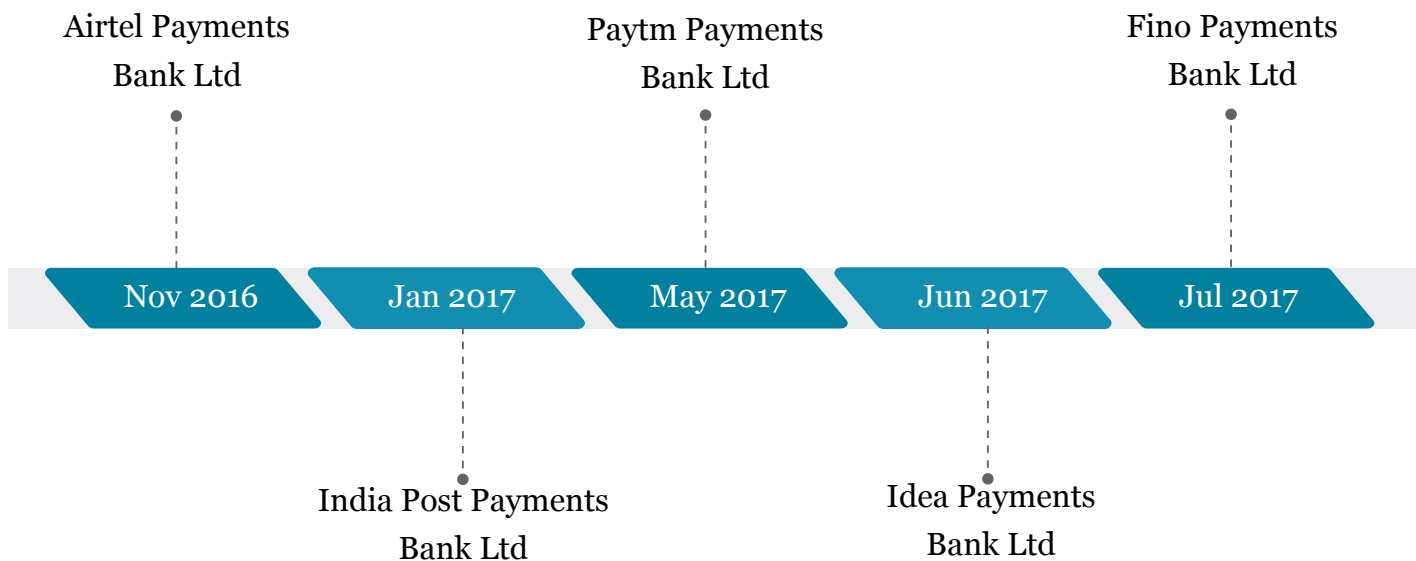 Airtel Payments
Bank Ltd
Paytm Payments
Bank Ltd
Fino Payments
Bank Ltd
Nov 2016
Jan 2017
May 2017
Jun 2017
Jul 2017
India Post Payments
Bank Ltd
Idea Payments
Bank Ltd